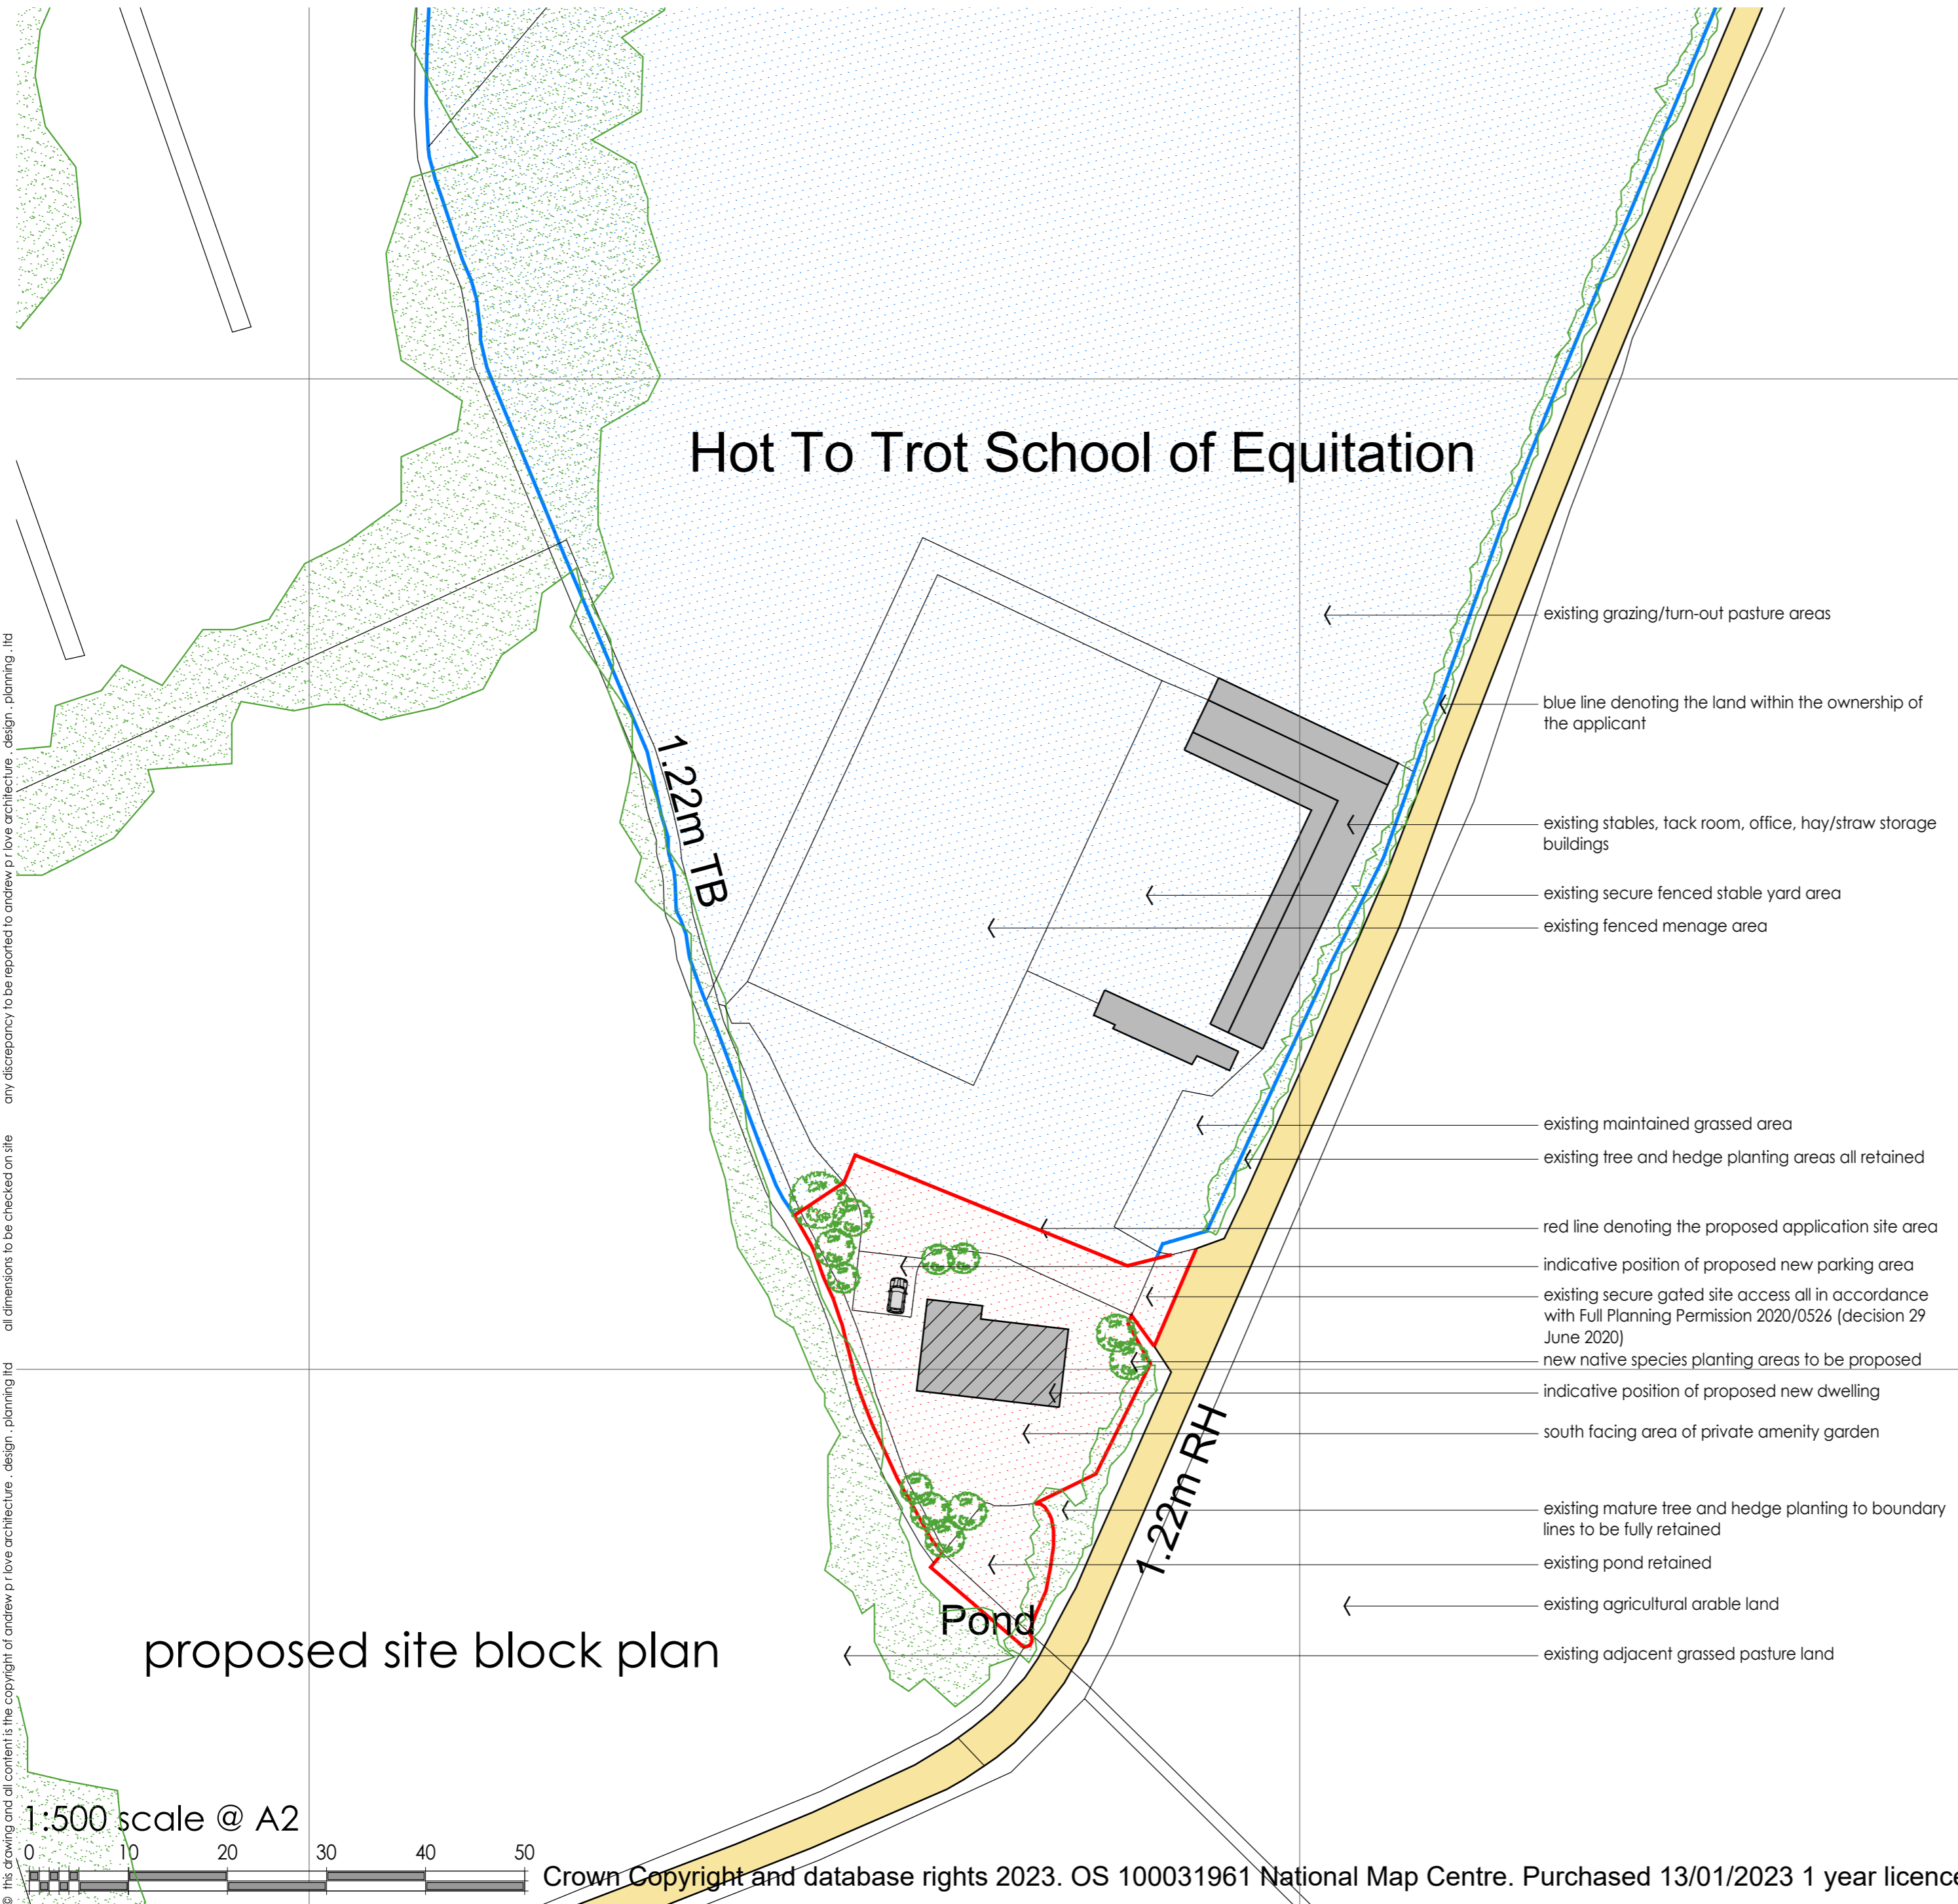 Hot To Trot School of Equitation
existing grazing/turn-out pasture areas
blue line denoting the land within the ownership of
the applicant
1.22m TB
existing stables, tack room, office, hay/straw storage
buildings
existing secure fenced stable yard area
existing fenced menage area
existing maintained grassed area
existing tree and hedge planting areas all retained
red line denoting the proposed application site area
indicative position of proposed new parking area
existing secure gated site access all in accordance
with Full Planning Permission 2020/0526 (decision 29
June 2020)
new native species planting areas to be proposed
indicative position of proposed new dwelling
south facing area of private amenity garden
1.22m RH
existing mature tree and hedge planting to boundary
lines to be fully retained
existing pond retained
Pond
existing agricultural arable land
existing adjacent grassed pasture land
proposed site block plan
1:500 scale @ A2
0 10 20 30 40 50
Crown Copyright and database rights 2023. OS 100031961 National Map Centre. Purchased 13/01/2023 1 year licence
© this drawing and all content is the copyright of andrew p r love architecture . design . planning ltd all dimensions to be checked on site any discrepancy to be reported to andrew p r love architecture . design . planning . ltd